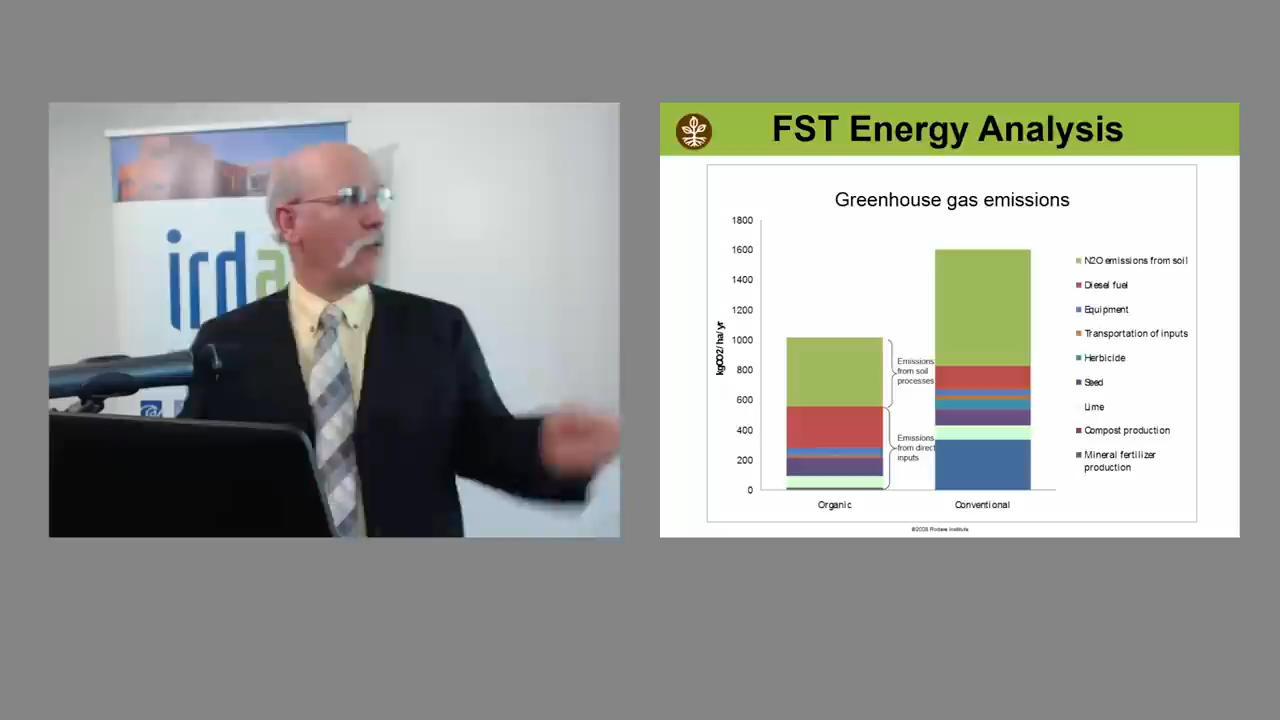 irda
FST Energy Analysis
Greenhouse gas emissions
1800
1600
1400
1200
1000
800
600
400
200
0
kgCO2/ha/yr
Emissions
from soil
processes
Emissions
from direct
inputs
Organic
Conventional
N2O emissions from soil
Diesel fuel
Equipment
Transportation of inputs
Herbicide
Seed
Lime
Compost production
Mineral fertilizer
production
©2008 Rodale Institute